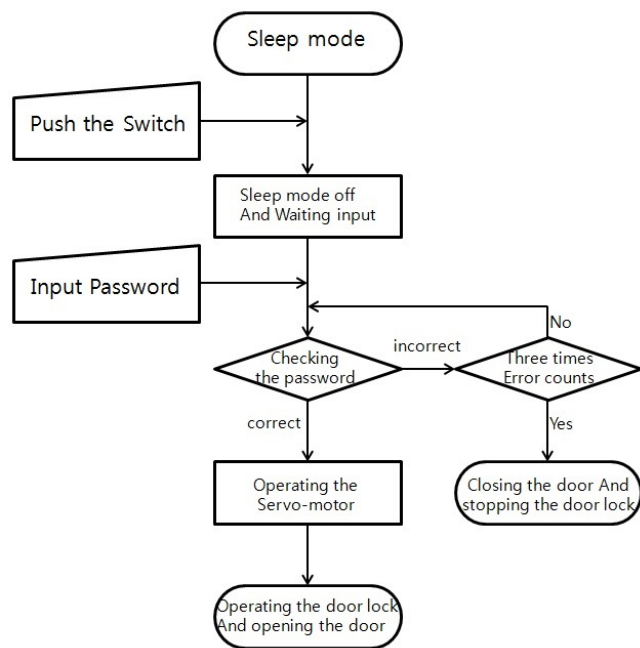 Sleep mode
Push the Switch
Sleep mode off
And Waiting input
Input Password
No
Checking
the password
incorrect
Three times
Error counts
correct
Yes
Operating the
Servo-motor
Closing the door And
stopping the door lock
Operating the door lock
And opening the door